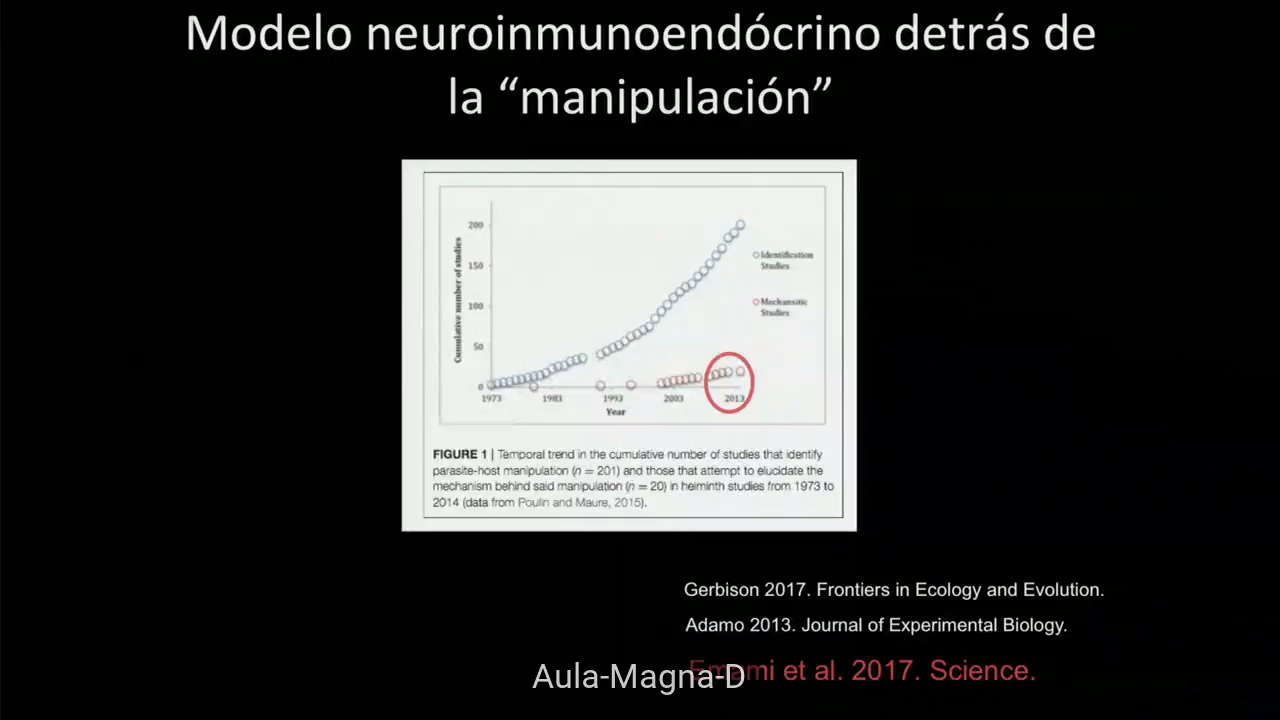 Modelo neuroinmunoendócrino detrás de
la “manipulación”
200
150
100
50
0
Cumulative number of studies
1973 1983 1993 2003 2013
Year
Identification
Studies
Mechansitic
Studies
FIGURE 1 | Temporal trend in the cumulative number of studies that identify
parasite-host manipulation (n = 201) and those that attempt to elucidate the
mechanism behind said manipulation (n = 20) in helminth studies from 1973 to
2014 (data from Poulin and Maure, 2015).
Gerbison 2017. Frontiers in Ecology and Evolution.
Adamo 2013. Journal of Experimental Biology.
Emami et al. 2017. Science.
Aula-Magna-D